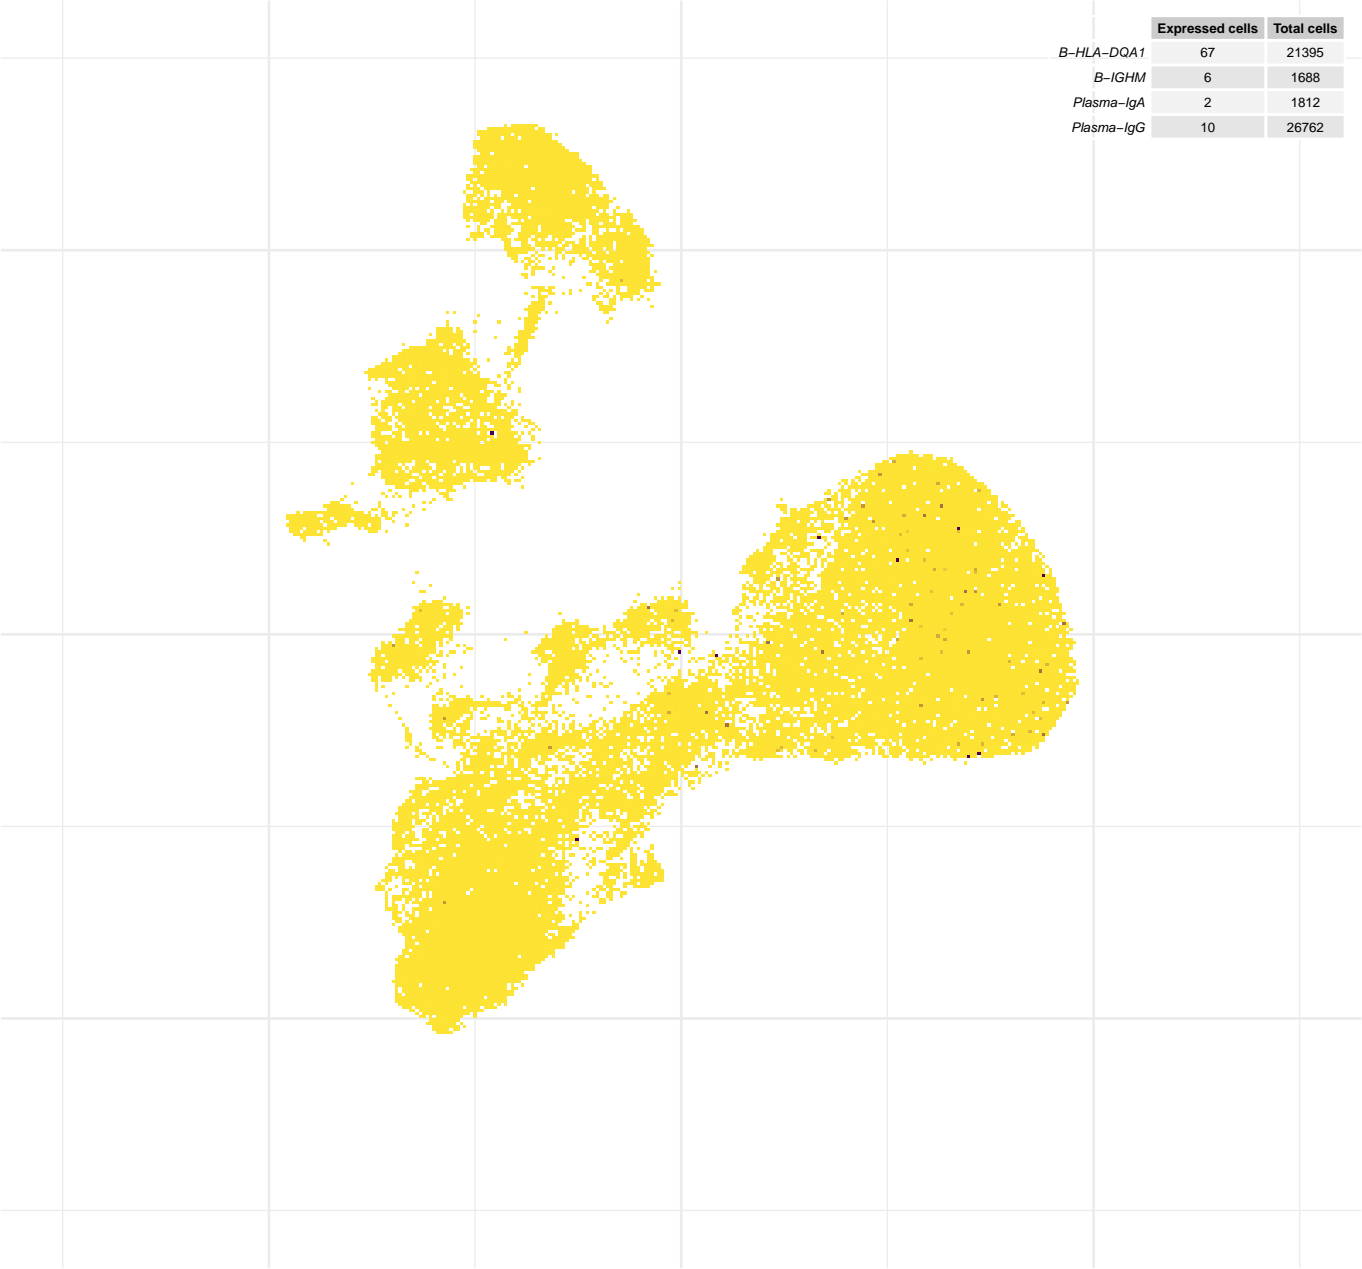 Expressed cells Total cells
B−HLA−DQA1 67 21395
B−IGHM 6 1688
Plasma−IgA 2 1812
Plasma−IgG 10 26762